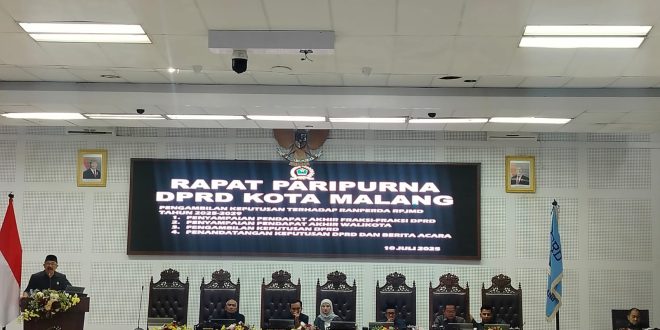 RAPAT PARIPURNA
DPRD KOTA MALANG
PENGAMBILAN KEPUTUSAN TERHADAP RANPERDA RPJMD
TAHUN 2025-2029
1. PENYAMPAIAN PENDAPAT AKHIR FRAKSI-FRAKSI DPRD
2. PENYAMPAIAN PENDAPAT AKHIR WALIKOTA
3. PENGAMBILAN KEPUTUSAN DPRD
4. PENANDATANGAN KEPUTUSAN DPRD DAN BERITA ACARA
10 JULI 2025